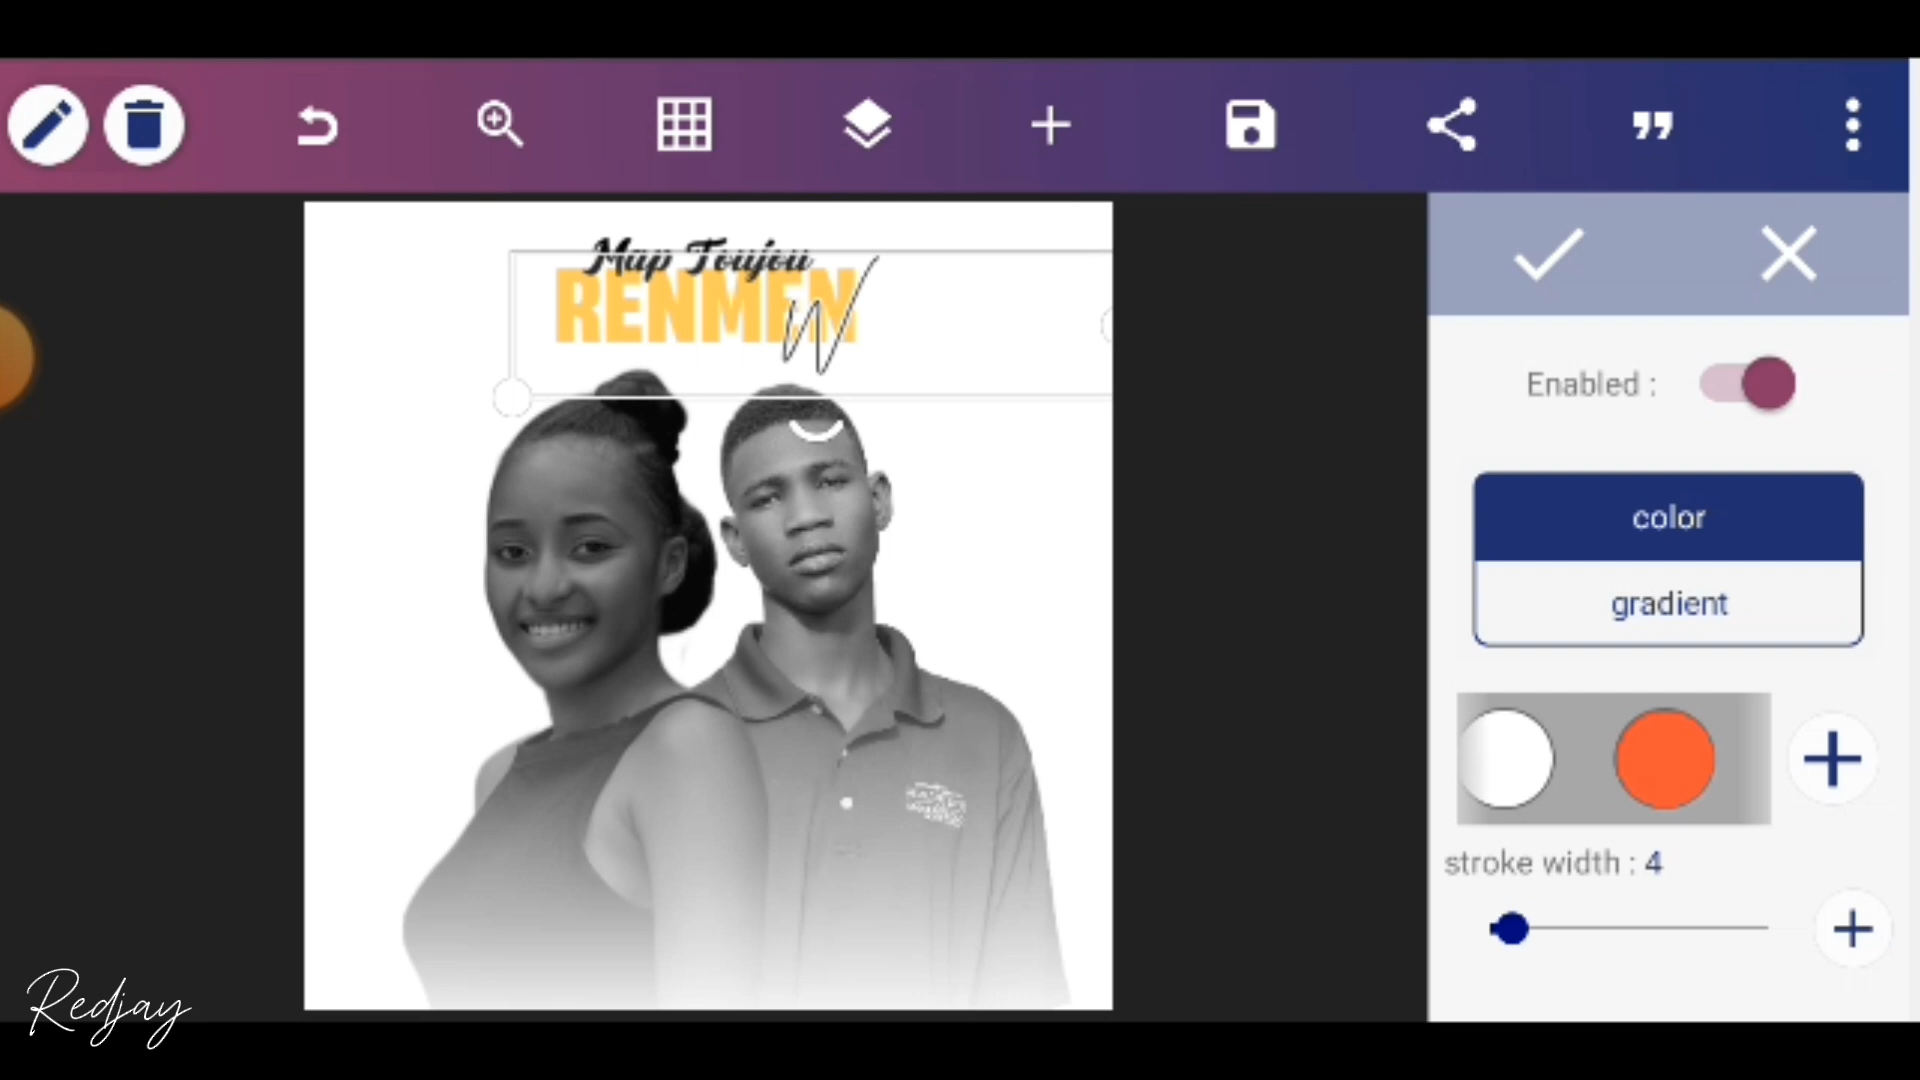 Map Toujou
RENMEN
W
Enabled :
color
gradient
stroke width : 4
Redjay